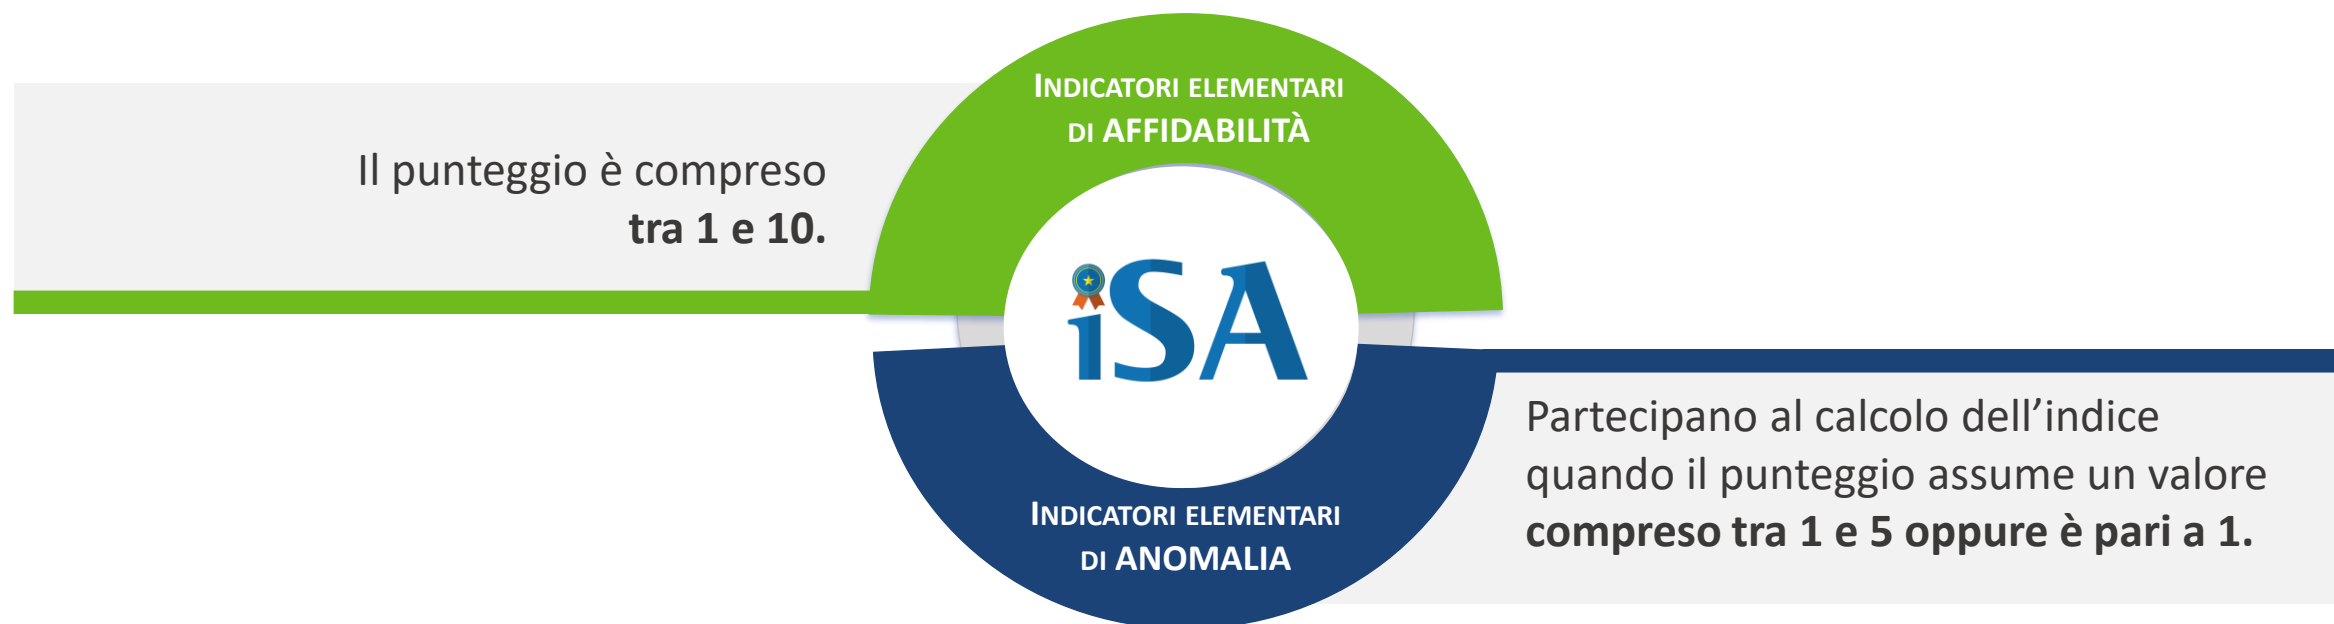 INDICATORI ELEMENTARI
DI AFFIDABILITÀ
Il punteggio è compreso
tra 1 e 10.
iSA
Partecipano al calcolo dell’indice
quando il punteggio assume un valore
compreso tra 1 e 5 oppure è pari a 1.
INDICATORI ELEMENTARI
DI ANOMALIA